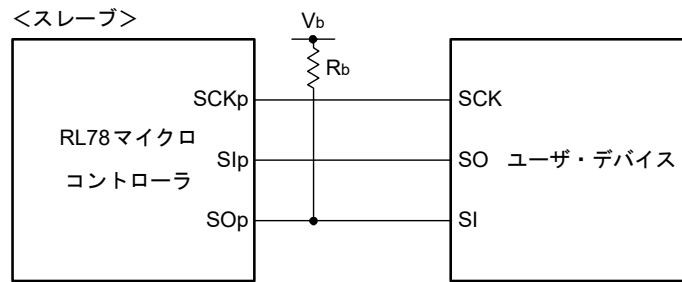 ＜スレーブ＞
Vb
Rb
SCKp
SCK
RL78マイクロ
コントローラ
SIp
SO
ユーザ・デバイス
SOp
SI